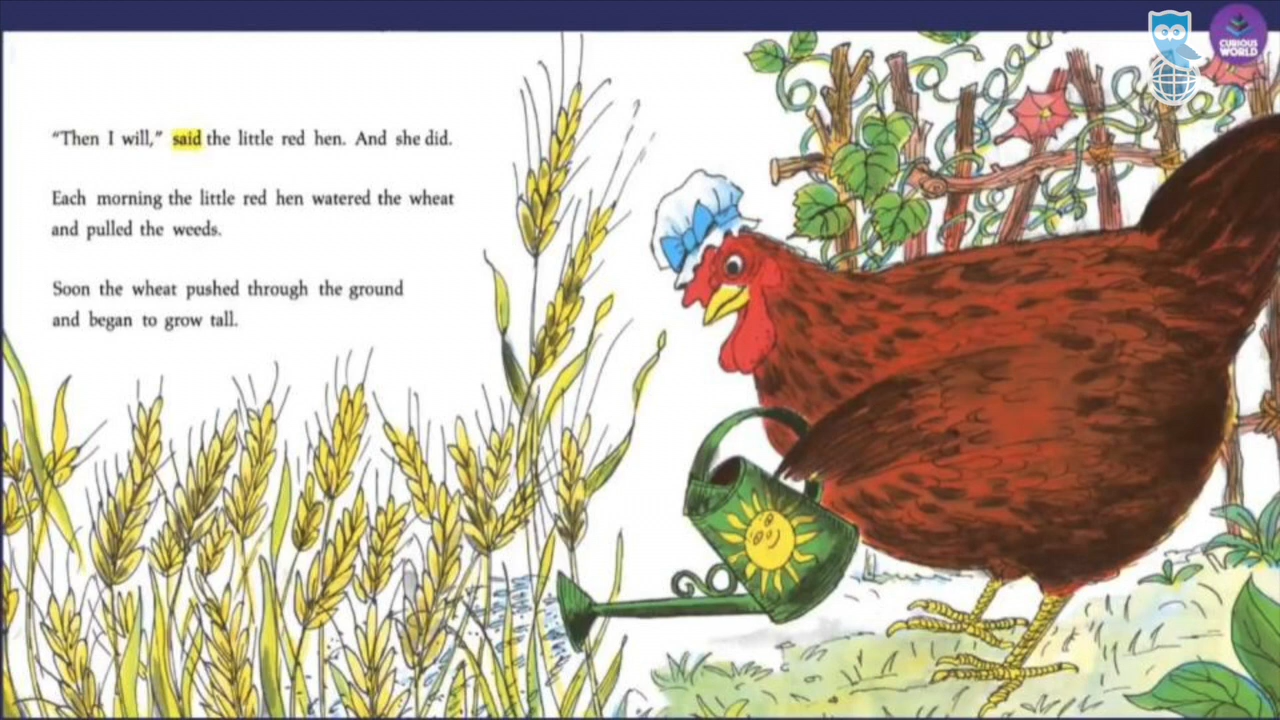 “Then I will,” said the little red hen. And she did.
Each morning the little red hen watered the wheat
and pulled the weeds.
Soon the wheat pushed through the ground
and began to grow tall.
CURIOUS
WORLD